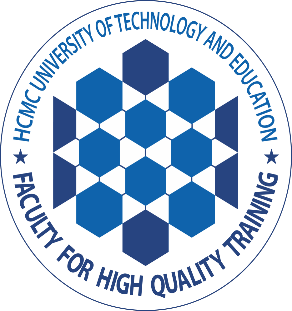 HCMC UNIVERSITY OF TECHNOLOGY AND EDUCATION
★ FACULTY FOR HIGH QUALITY TRAINING ★